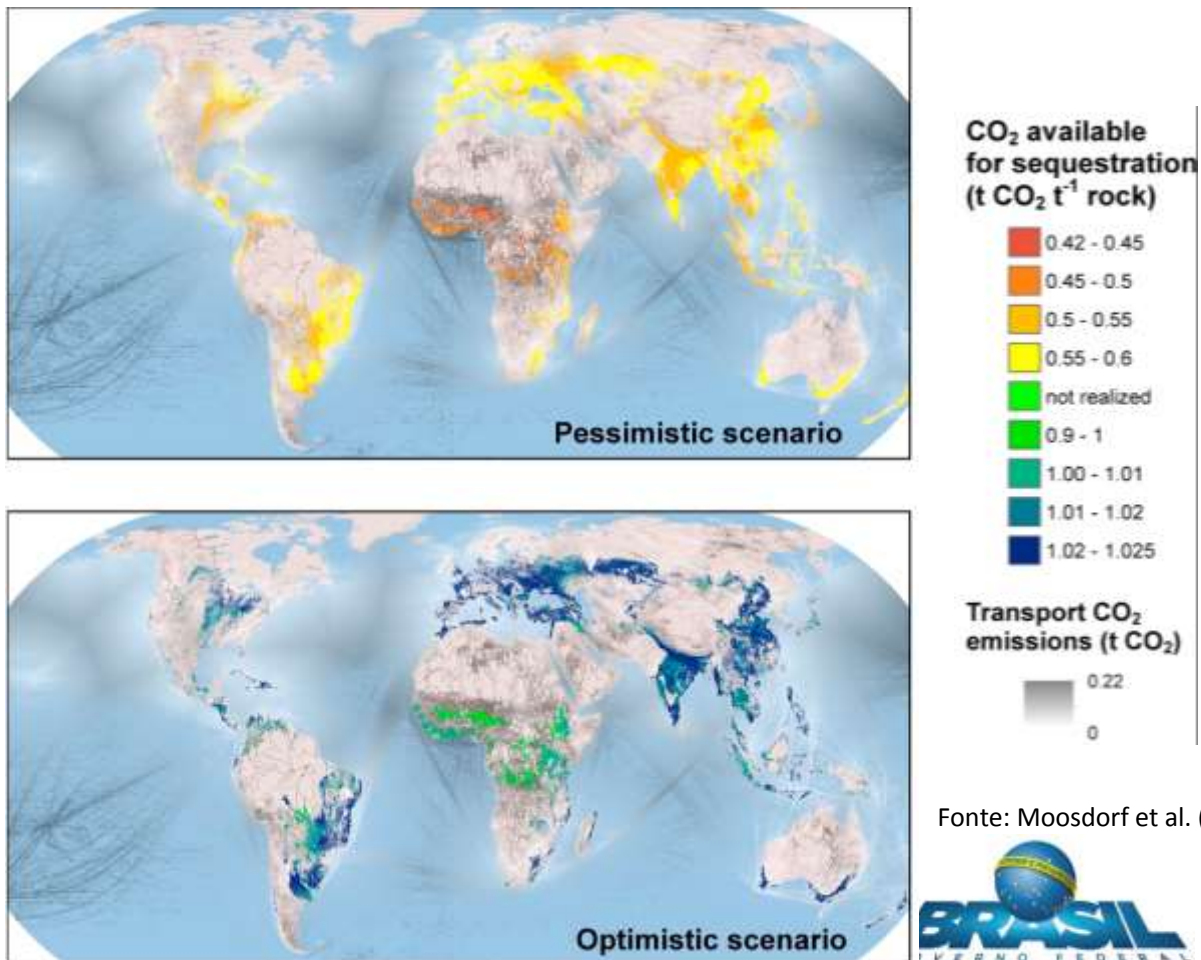 Pessimistic scenario
CO₂ available
for sequestration
(t CO₂ t⁻¹ rock)
0.42 - 0.45
0.45 - 0.5
0.5 - 0.55
0.55 - 0.6
not realized
0.9 - 1
1.00 - 1.01
1.01 - 1.02
1.02 - 1.025
Transport CO₂
emissions (t CO₂)
0.22
0
Optimistic scenario
Fonte: Moosdorf et al. (
BRASIL
VERNO FEDERAL